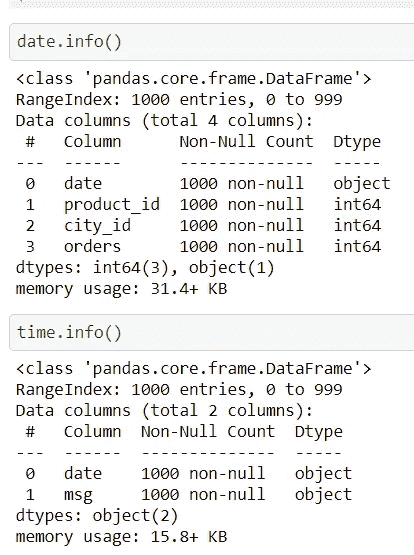 date.info()
<class 'pandas.core.frame.DataFrame'>
RangeIndex: 1000 entries, 0 to 999
Data columns (total 4 columns):
 #   Column      Non-Null Count  Dtype
---  ------      --------------  -----
 0   date        1000 non-null   object
 1   product_id  1000 non-null   int64
 2   city_id     1000 non-null   int64
 3   orders      1000 non-null   int64
dtypes: int64(3), object(1)
memory usage: 31.4+ KB
time.info()
<class 'pandas.core.frame.DataFrame'>
RangeIndex: 1000 entries, 0 to 999
Data columns (total 2 columns):
 #   Column  Non-Null Count  Dtype
---  ------  --------------  -----
 0   date    1000 non-null   object
 1   msg     1000 non-null   object
dtypes: object(2)
memory usage: 15.8+ KB